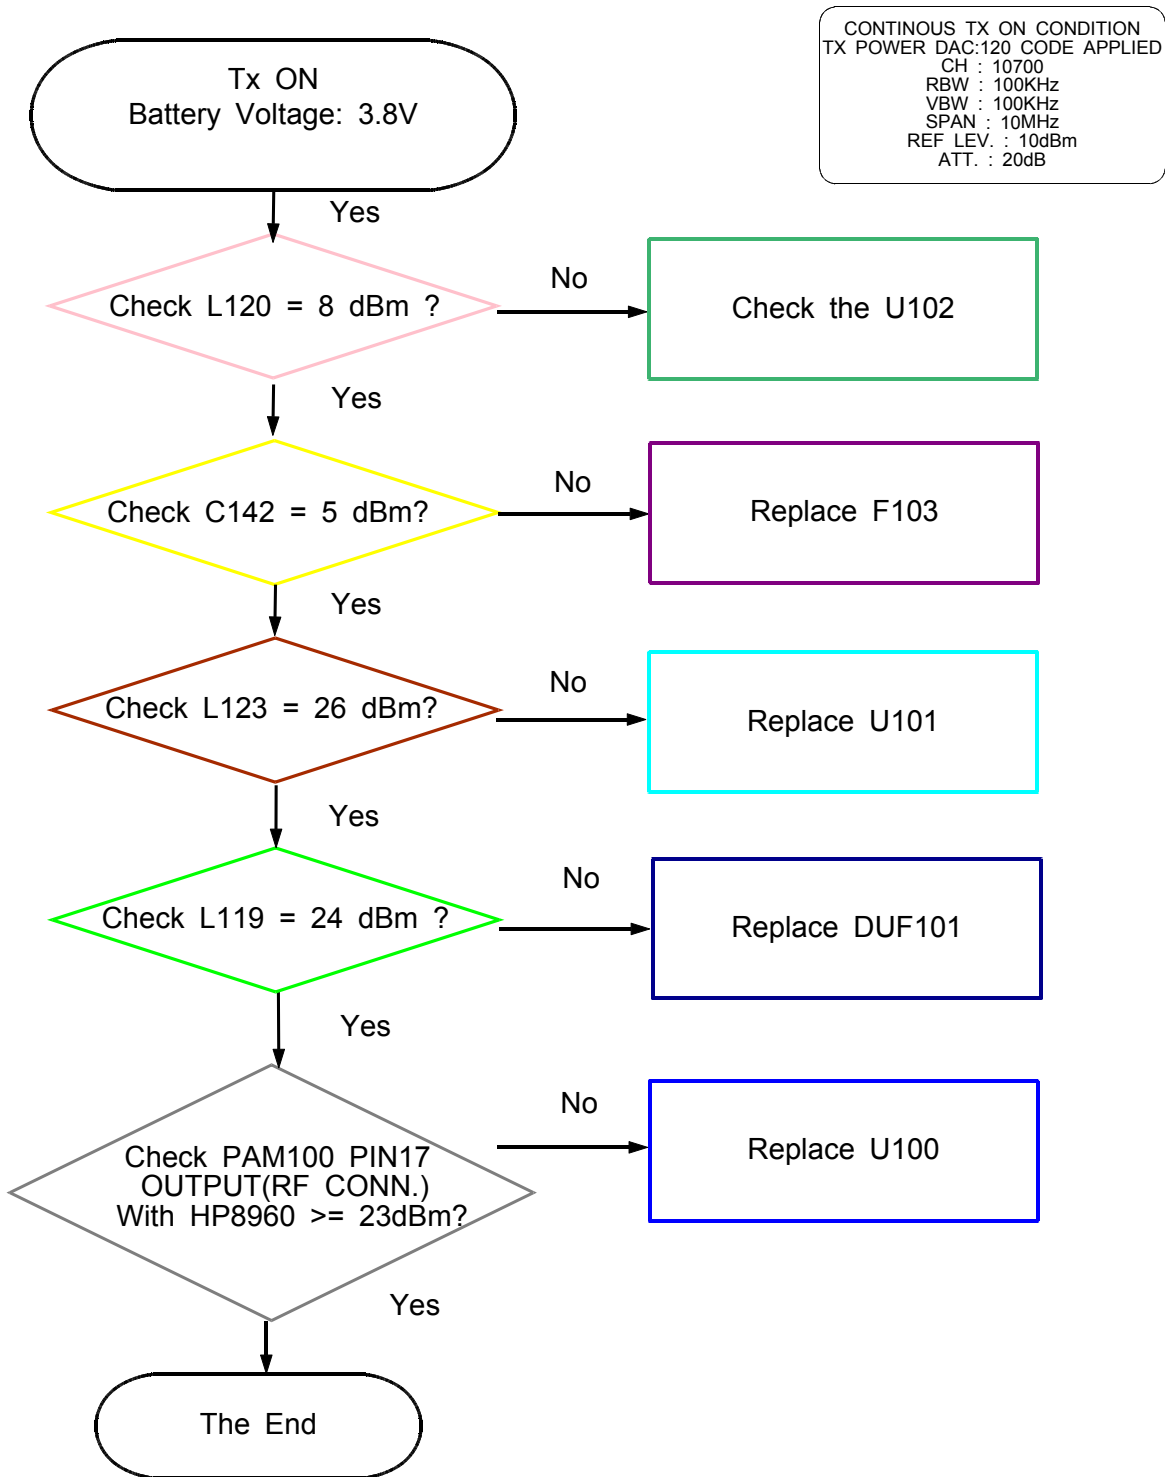 CONTINOUS TX ON CONDITION
TX POWER DAC:120 CODE APPLIED
CH : 10700
RBW : 100KHz
VBW : 100KHz
SPAN : 10MHz
REF LEV. : 10dBm
ATT. : 20dB
Tx ON
Battery Voltage: 3.8V
Yes
Check L120 = 8 dBm ?
No
Check the U102
Yes
Check C142 = 5 dBm?
No
Replace F103
Yes
Check L123 = 26 dBm?
No
Replace U101
Yes
Check L119 = 24 dBm ?
No
Replace DUF101
Yes
Check PAM100 PIN17
OUTPUT(RF CONN.)
With HP8960 >= 23dBm?
No
Replace U100
Yes
The End